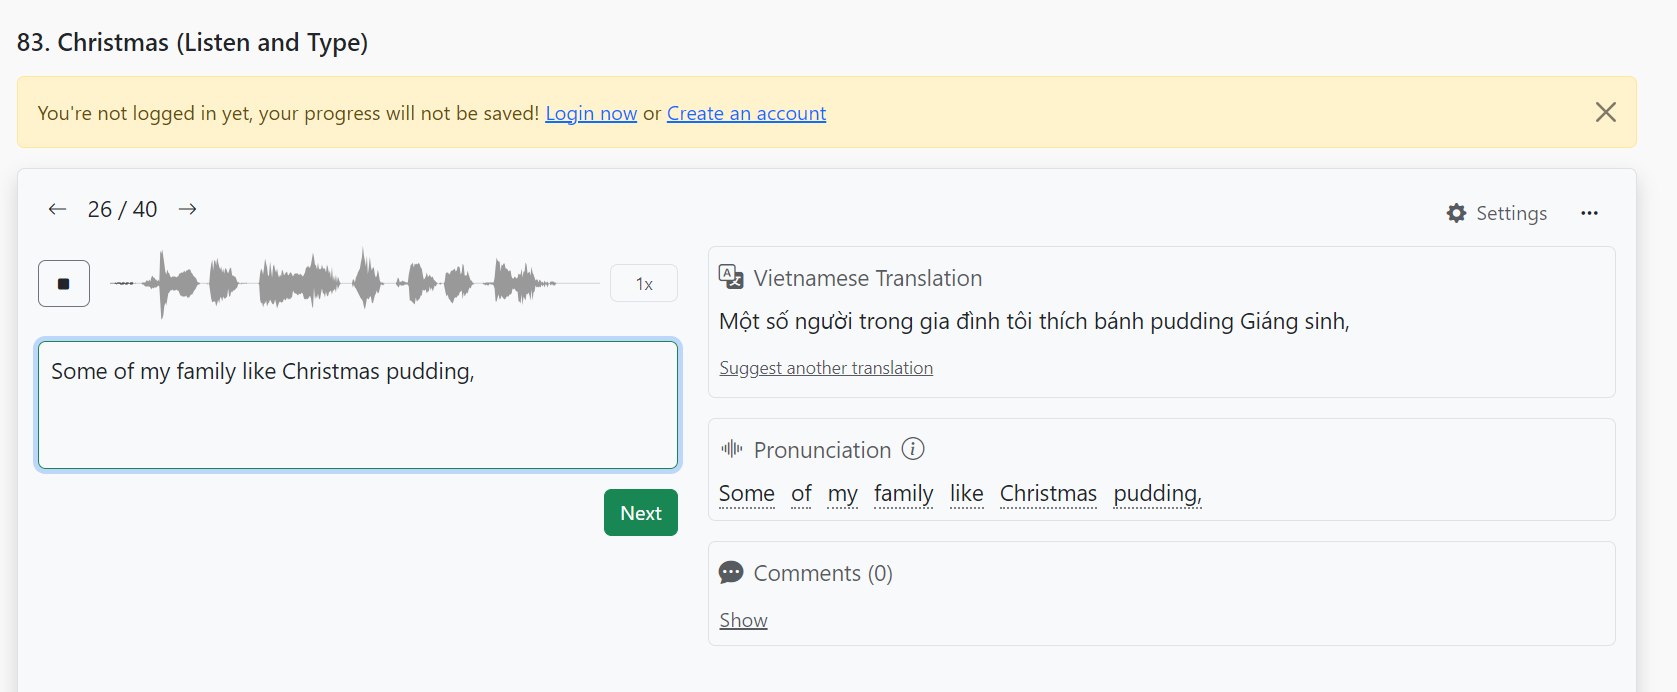 83. Christmas (Listen and Type)
You're not logged in yet, your progress will not be saved! Login now or Create an account
← 26 / 40 →
Settings ...
1x
Some of my family like Christmas pudding,
Next
Vietnamese Translation
Một số người trong gia đình tôi thích bánh pudding Giáng sinh,
Suggest another translation
Pronunciation
Some of my family like Christmas pudding,
Comments (0)
Show